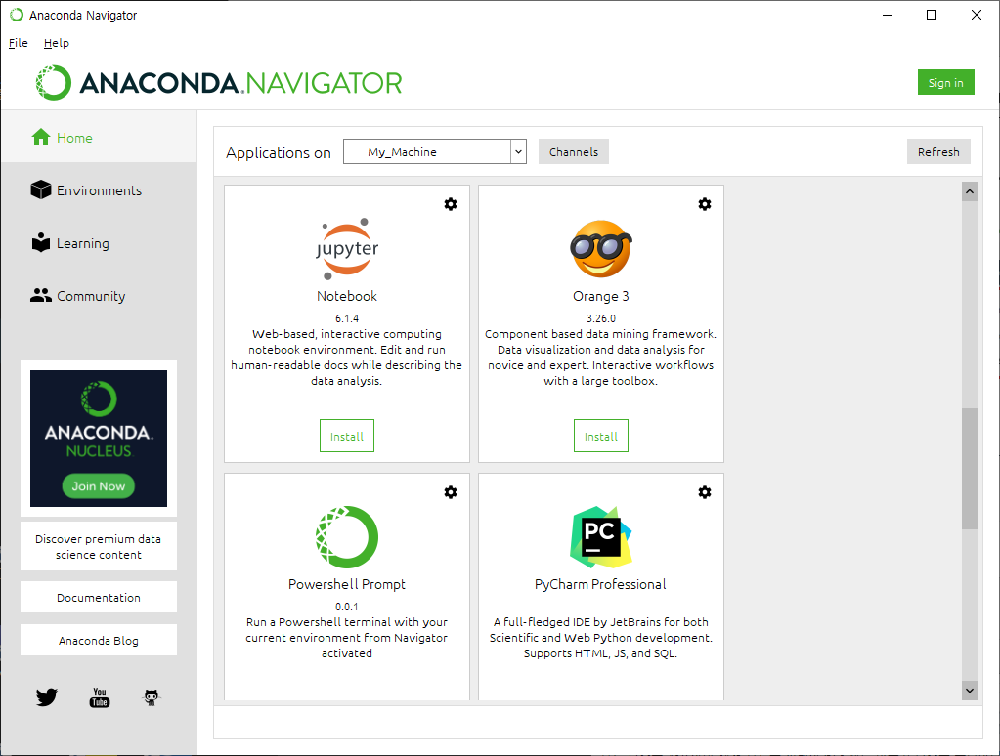 Anaconda Navigator
File Help
ANACONDA.NAVIGATOR
Sign in
Home
Environments
Learning
Community
ANACONDA.
NUCLEUS
Join Now
Discover premium data
science content
Documentation
Anaconda Blog
You
Tube
Applications on My_Machine Channels Refresh
jupyter
Notebook
6.1.4
Web-based, interactive computing
notebook environment. Edit and run
human-readable docs while describing the
data analysis.
Install
Orange 3
3.26.0
Component based data mining framework.
Data visualization and data analysis for
novice and expert. Interactive workflows
with a large toolbox.
Install
Powershell Prompt
0.0.1
Run a Powershell terminal with your
current environment from Navigator
activated
PC
PyCharm Professional
A full-fledged IDE by JetBrains for both
Scientific and Web Python development.
Supports HTML, JS, and SQL.